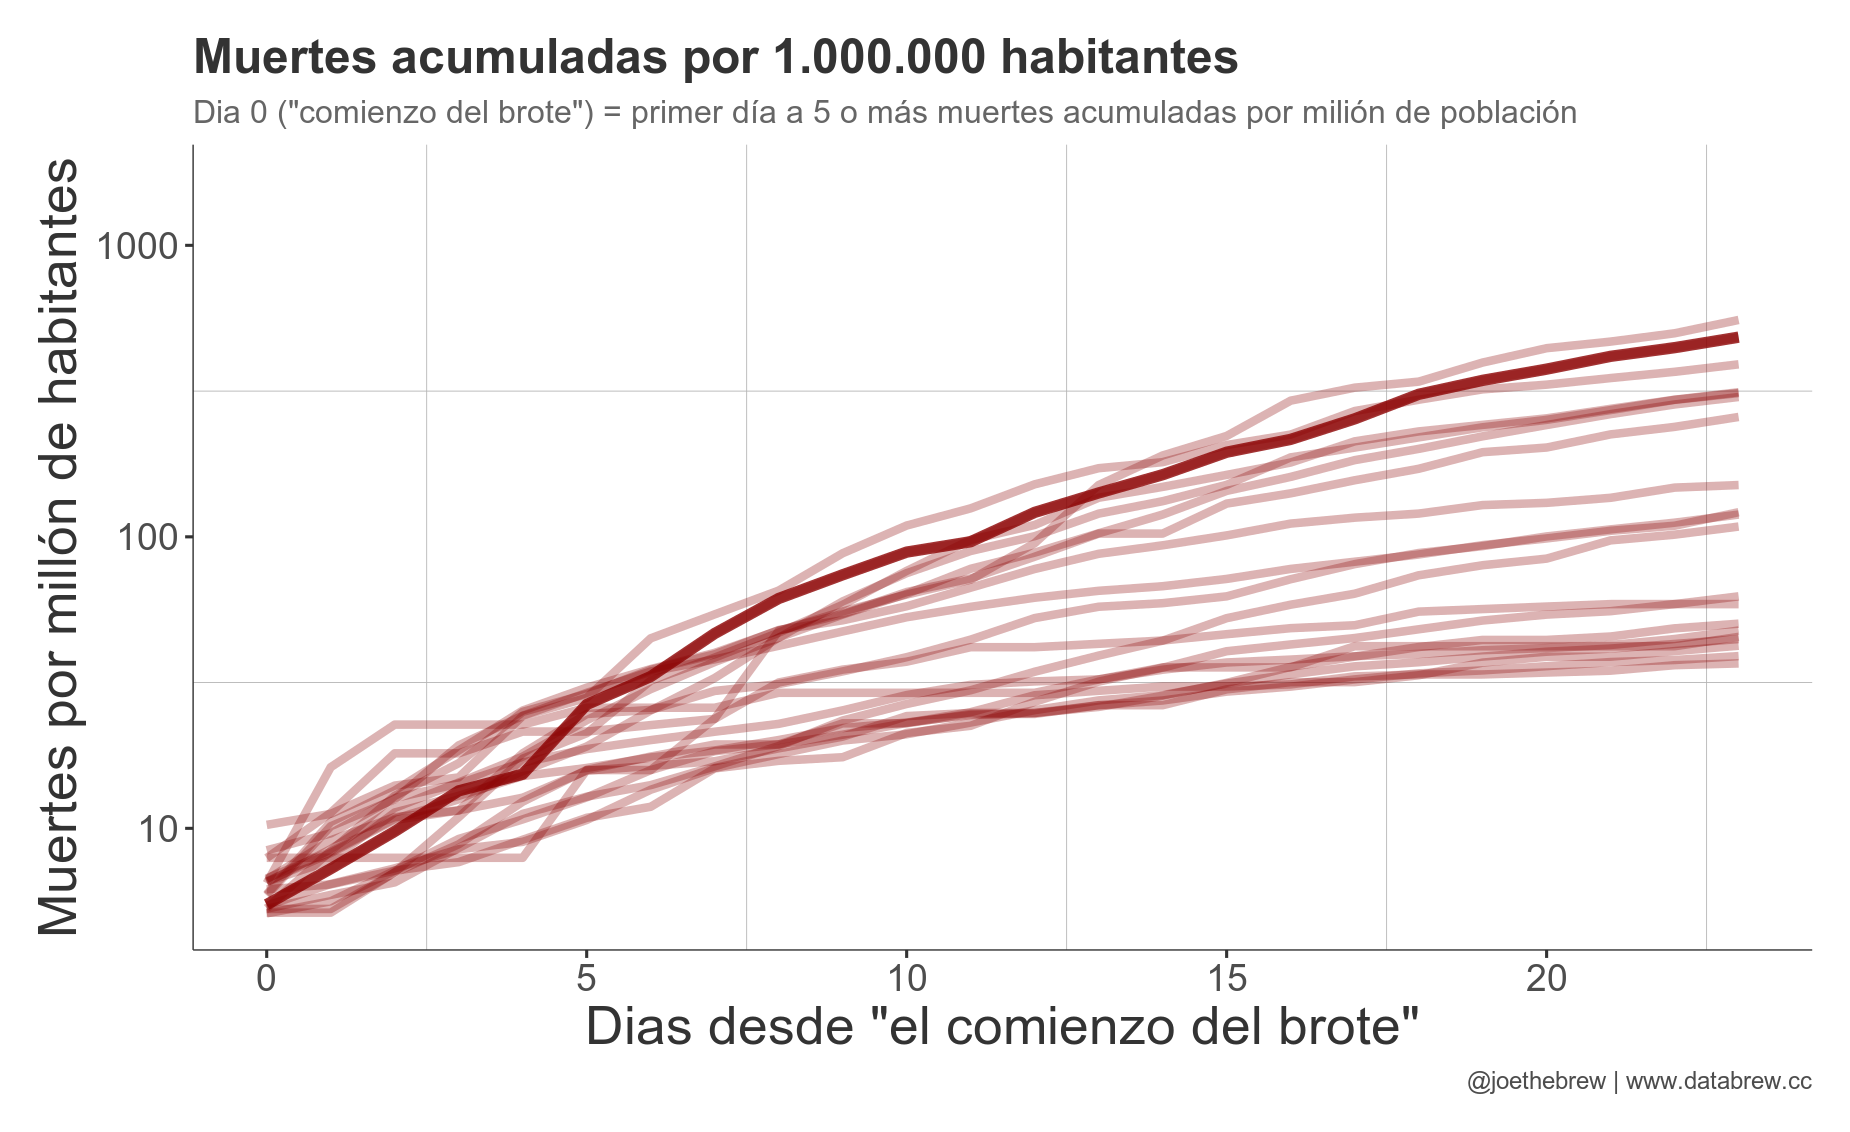 Muertes acumuladas por 1.000.000 habitantes
Dia 0 ("comienzo del brote") = primer día a 5 o más muertes acumuladas por milión de población
Muertes por millón de habitantes
1000
100
10
0 5 10 15 20
Dias desde "el comienzo del brote"
@joethebrew | www.databrew.cc